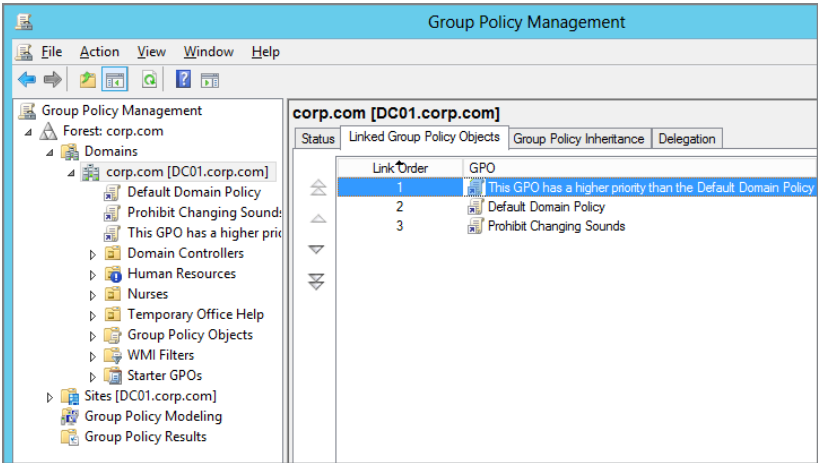 Group Policy Management
File Action View Window Help
Group Policy Management
Forest: corp.com
Domains
corp.com [DC01.corp.com]
Default Domain Policy
Prohibit Changing Sounds
This GPO has a higher pric
Domain Controllers
Human Resources
Nurses
Temporary Office Help
Group Policy Objects
WMI Filters
Starter GPOs
Sites [DC01.corp.com]
Group Policy Modeling
Group Policy Results
corp.com [DC01.corp.com]
Status Linked Group Policy Objects Group Policy Inheritance Delegation
Link Order GPO
1 This GPO has a higher priority than the Default Domain Policy
2 Default Domain Policy
3 Prohibit Changing Sounds